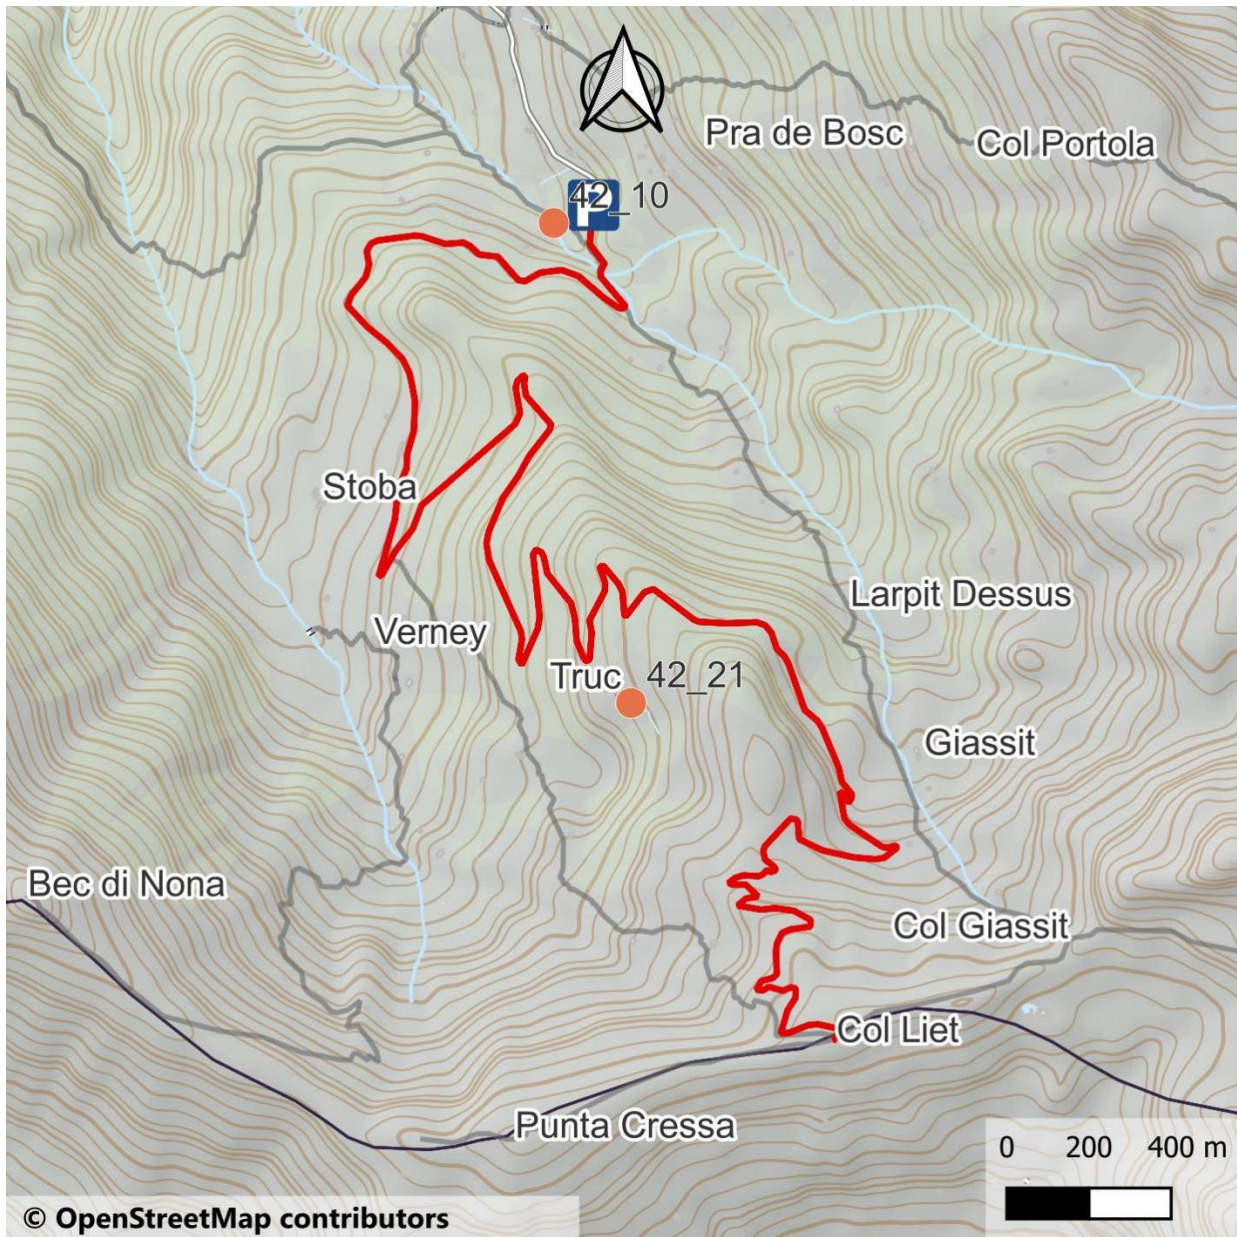 Pra de Bosc
Col Portola
P
42_10
Stoba
Larpit Dessus
Verney
Truc
42_21
Giassit
Bec di Nona
Col Giassit
Col Liet
Punta Cressa
0 200 400 m
© OpenStreetMap contributors